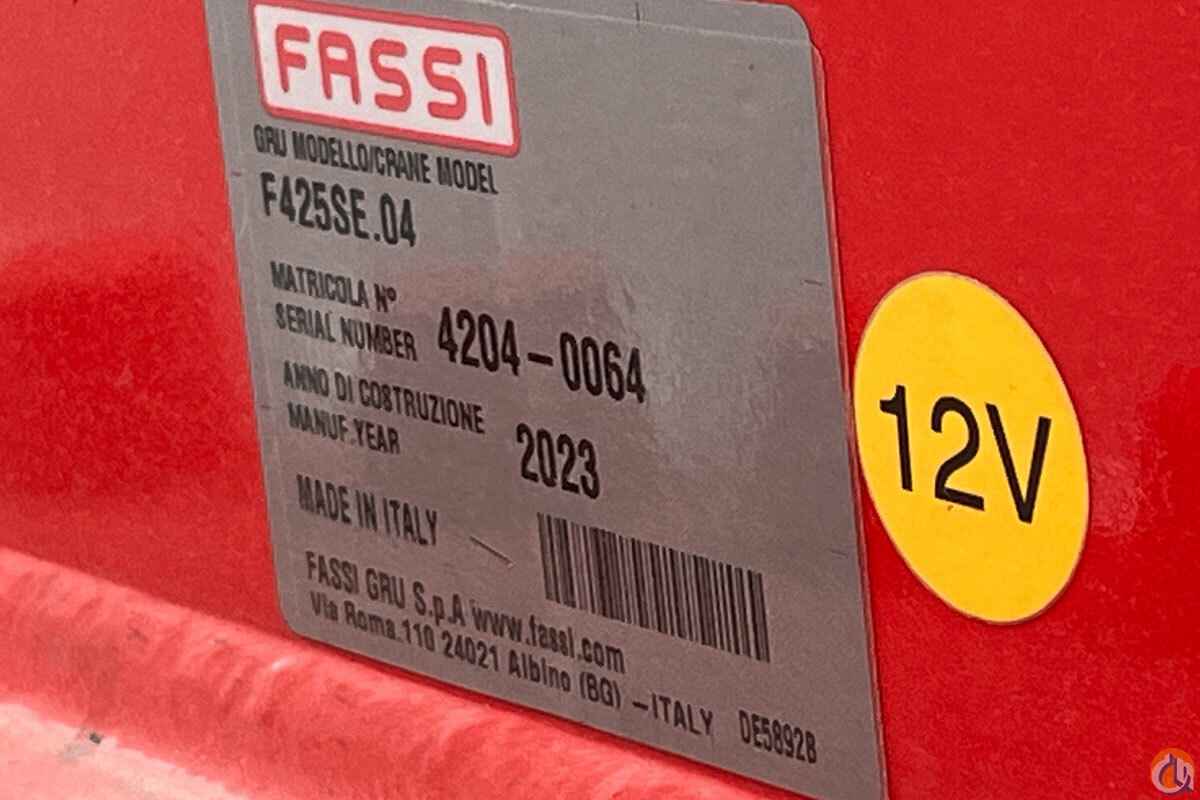 FASSI
GRU MODELLO/CRANE MODEL
F425SE.04
MATRICOLA Nº
SERIAL NUMBER 4204-0064
ANNO DI COSTRUZIONE
MANUF.YEAR 2023
MADE IN ITALY
FASSI GRU S.p.A www.fassi.com
Via Roma.110 24021 Albino (BG) -ITALY DE5892B
12V